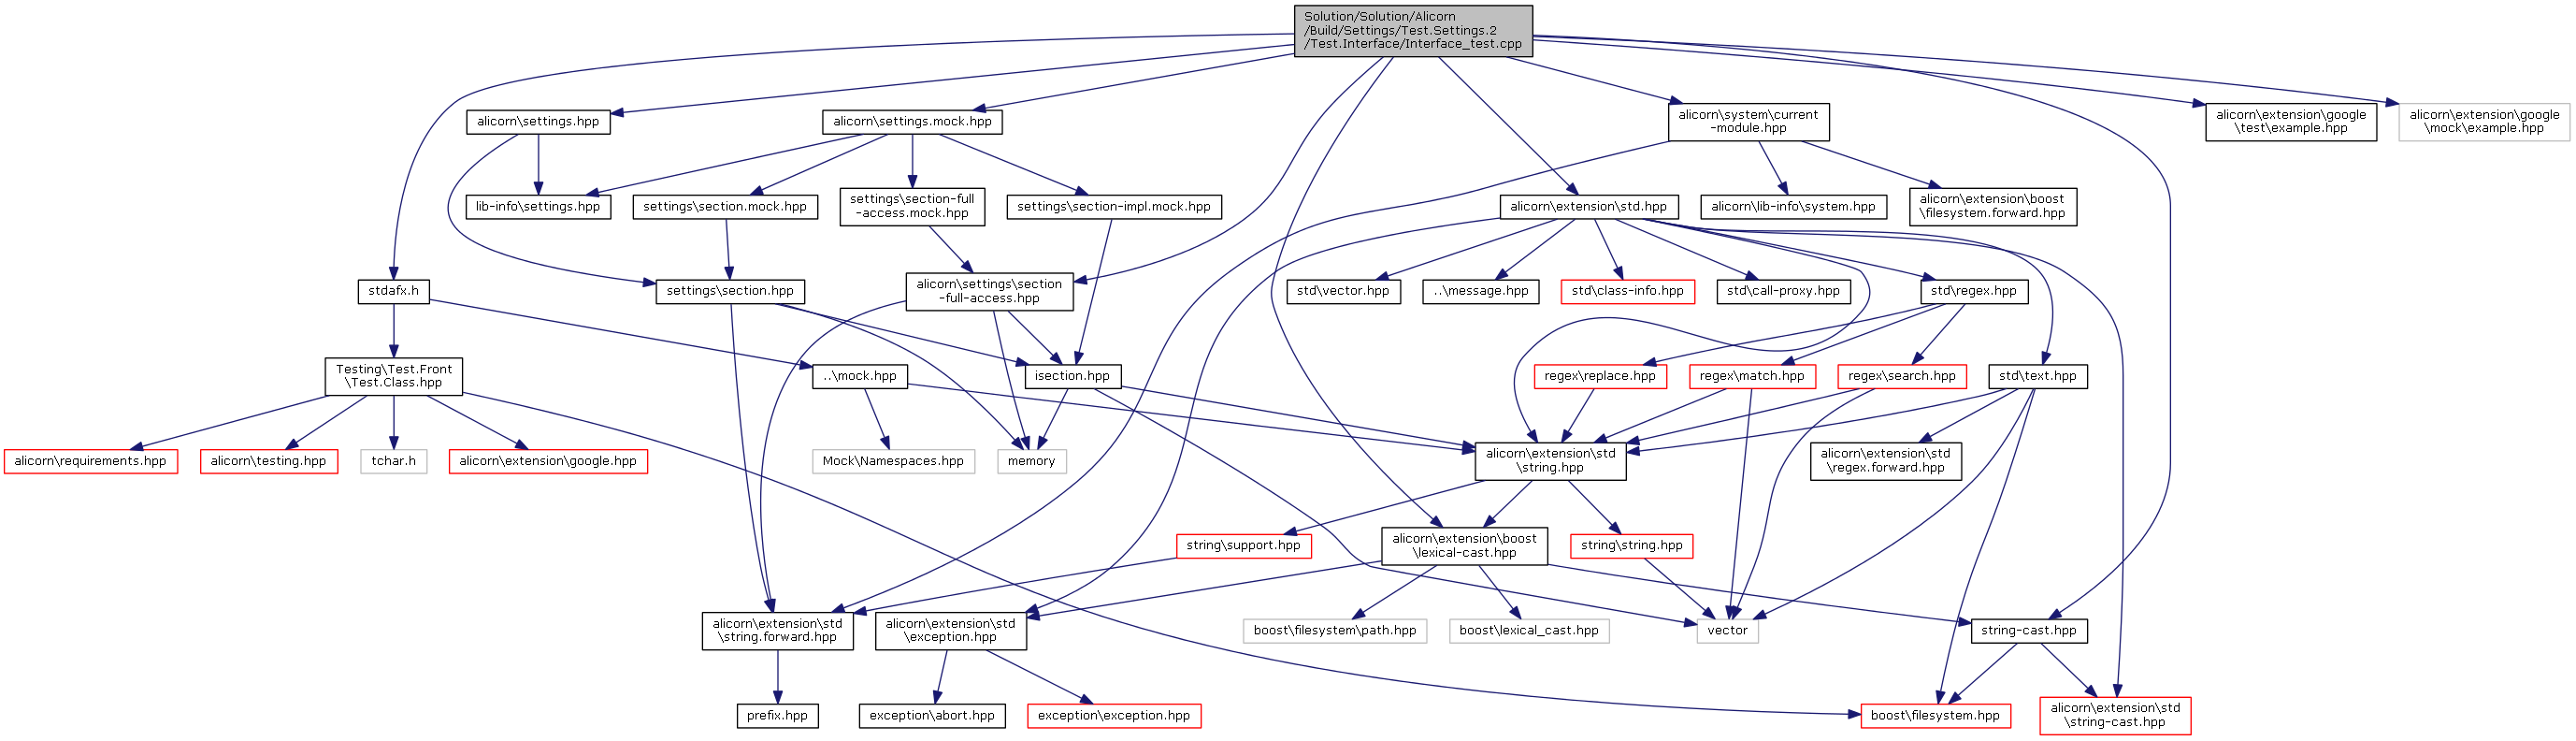 Solution/Solution/Alicorn
/Build/Settings/Test.Settings.2
/Test.Interface/Interface_test.cpp
alicorn\settings.hpp
alicorn\settings.mock.hpp
alicorn\system\current
-module.hpp
alicorn\extension\google
\test\example.hpp
alicorn\extension\google
\mock\example.hpp
lib-info\settings.hpp
settings\section.mock.hpp
settings\section-full
-access.mock.hpp
settings\section-impl.mock.hpp
alicorn\extension\std.hpp
alicorn\lib-info\system.hpp
alicorn\extension\boost
\filesystem.forward.hpp
stdafx.h
settings\section.hpp
alicorn\settings\section
-full-access.hpp
std\vector.hpp
..\message.hpp
std\class-info.hpp
std\call-proxy.hpp
std\regex.hpp
Testing\Test.Front
\Test.Class.hpp
..\mock.hpp
isection.hpp
regex\replace.hpp
regex\match.hpp
regex\search.hpp
std\text.hpp
alicorn\requirements.hpp
alicorn\testing.hpp
tchar.h
alicorn\extension\google.hpp
Mock\Namespaces.hpp
memory
alicorn\extension\std
\string.hpp
alicorn\extension\std
\regex.forward.hpp
string\support.hpp
alicorn\extension\boost
\lexical-cast.hpp
string\string.hpp
alicorn\extension\std
\string.forward.hpp
alicorn\extension\std
\exception.hpp
boost\filesystem\path.hpp
boost\lexical_cast.hpp
vector
string-cast.hpp
prefix.hpp
exception\abort.hpp
exception\exception.hpp
boost\filesystem.hpp
alicorn\extension\std
\string-cast.hpp